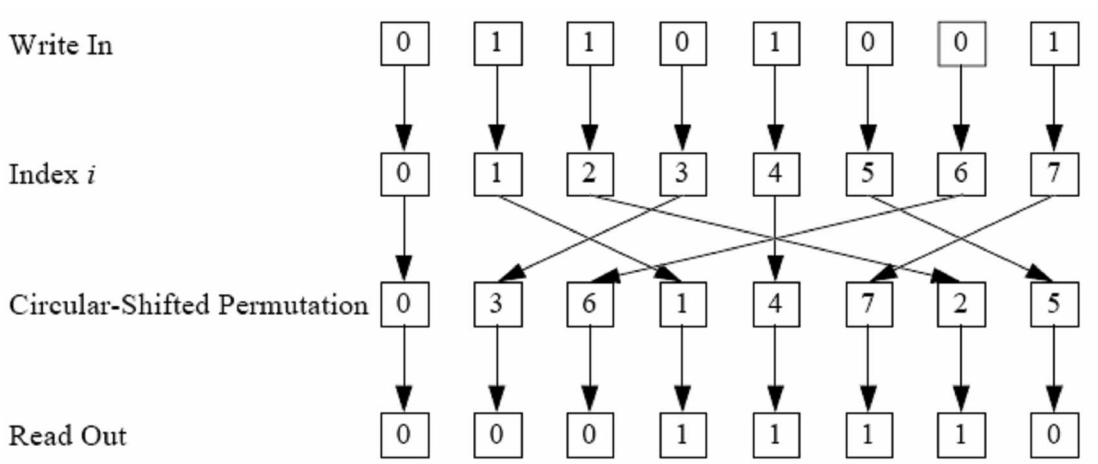 Write In 0 1 1 0 1 0 0 1
Index i 0 1 2 3 4 5 6 7
Circular-Shifted Permutation 0 3 6 1 4 7 2 5
Read Out 0 0 0 1 1 1 1 0